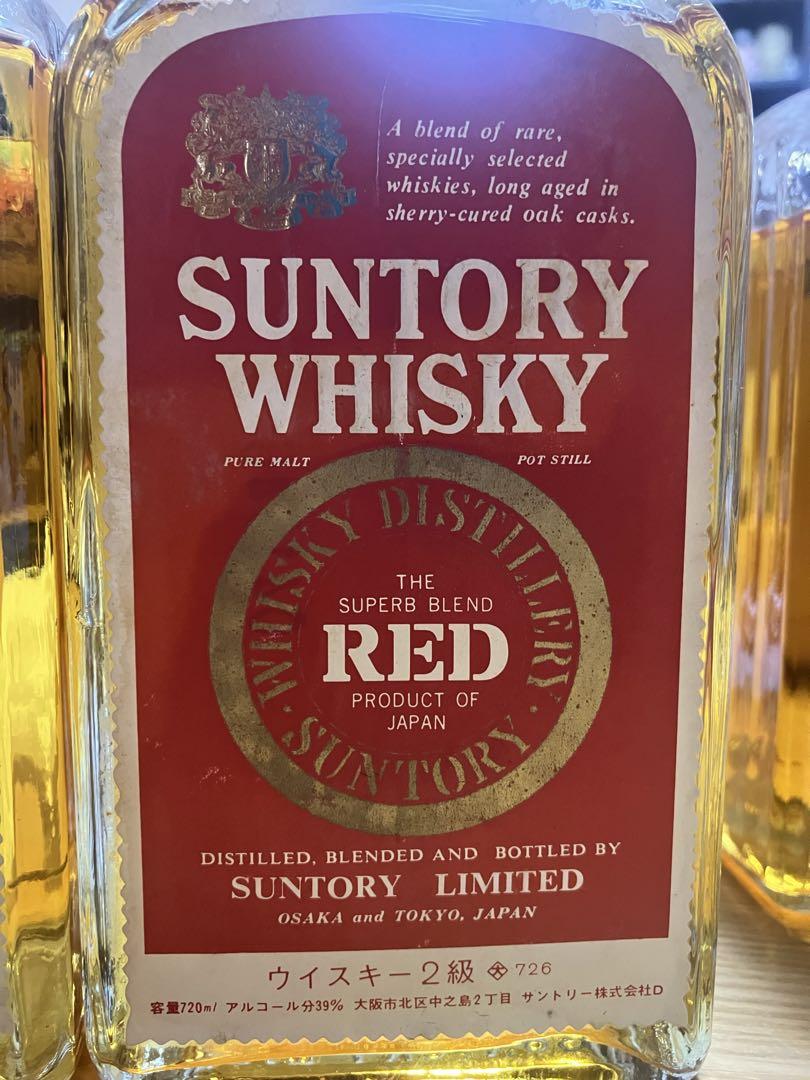 A blend of rare,
specially selected
whiskies, long aged in
sherry-cured oak casks.
SUNTORY
WHISKY
PURE MALT POT STILL
WHISKY DISTILLERY
THE
SUPERB BLEND
RED
PRODUCT OF
JAPAN
· SUNTORY ·
DISTILLED, BLENDED AND BOTTLED BY
SUNTORY LIMITED
OSAKA and TOKYO, JAPAN
ウイスキー2級 726
容量720ml アルコール分39% 大阪市北区中之島2丁目 サントリー株式会社D